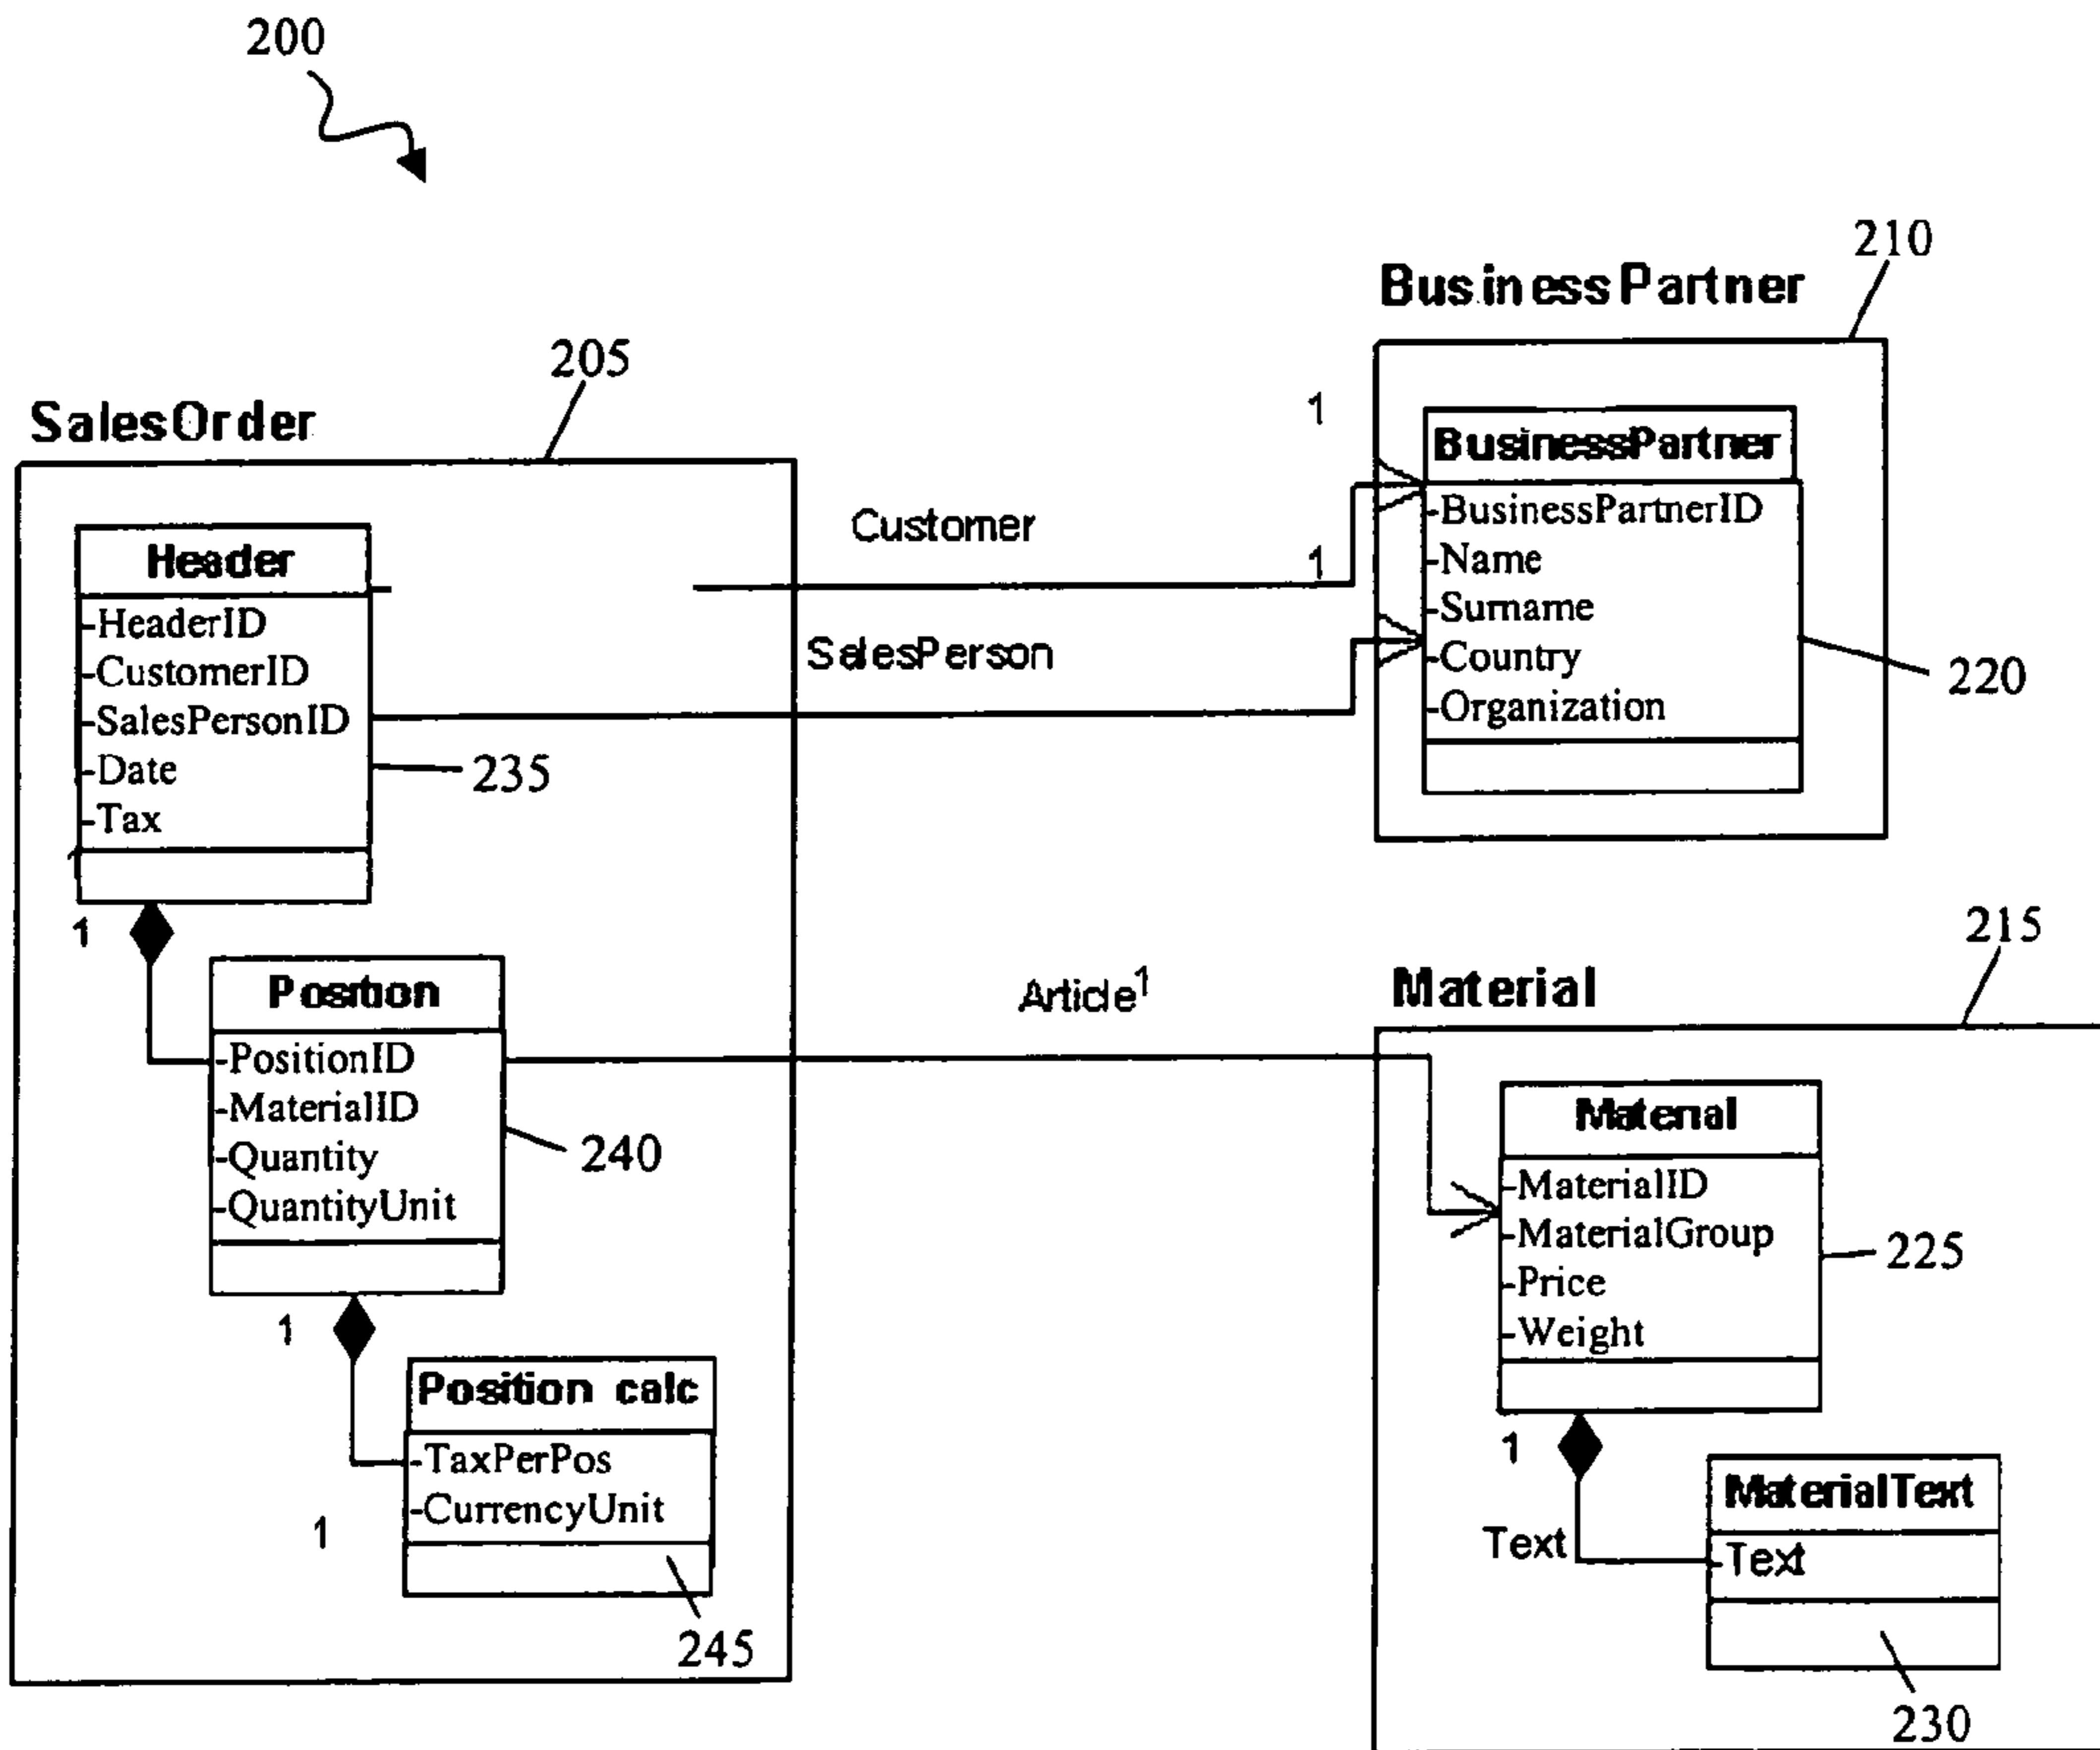 200
210
BusinessPartner
205
SalesOrder
1
BusinessPartner
-BusinessPartnerID
-Name
-Surname
-Country
-Organization
220
Customer
1
SalesPerson
Header
-HeaderID
-CustomerID
-SalesPersonID
-Date
-Tax
235
1
Position
-PositionID
-MaterialID
-Quantity
-QuantityUnit
240
Article
1
215
Material
Material
-MaterialID
-MaterialGroup
-Price
-Weight
225
1
Position calc
-TaxPerPos
-CurrencyUnit
1
245
1
Text
MaterialText
-Text
230